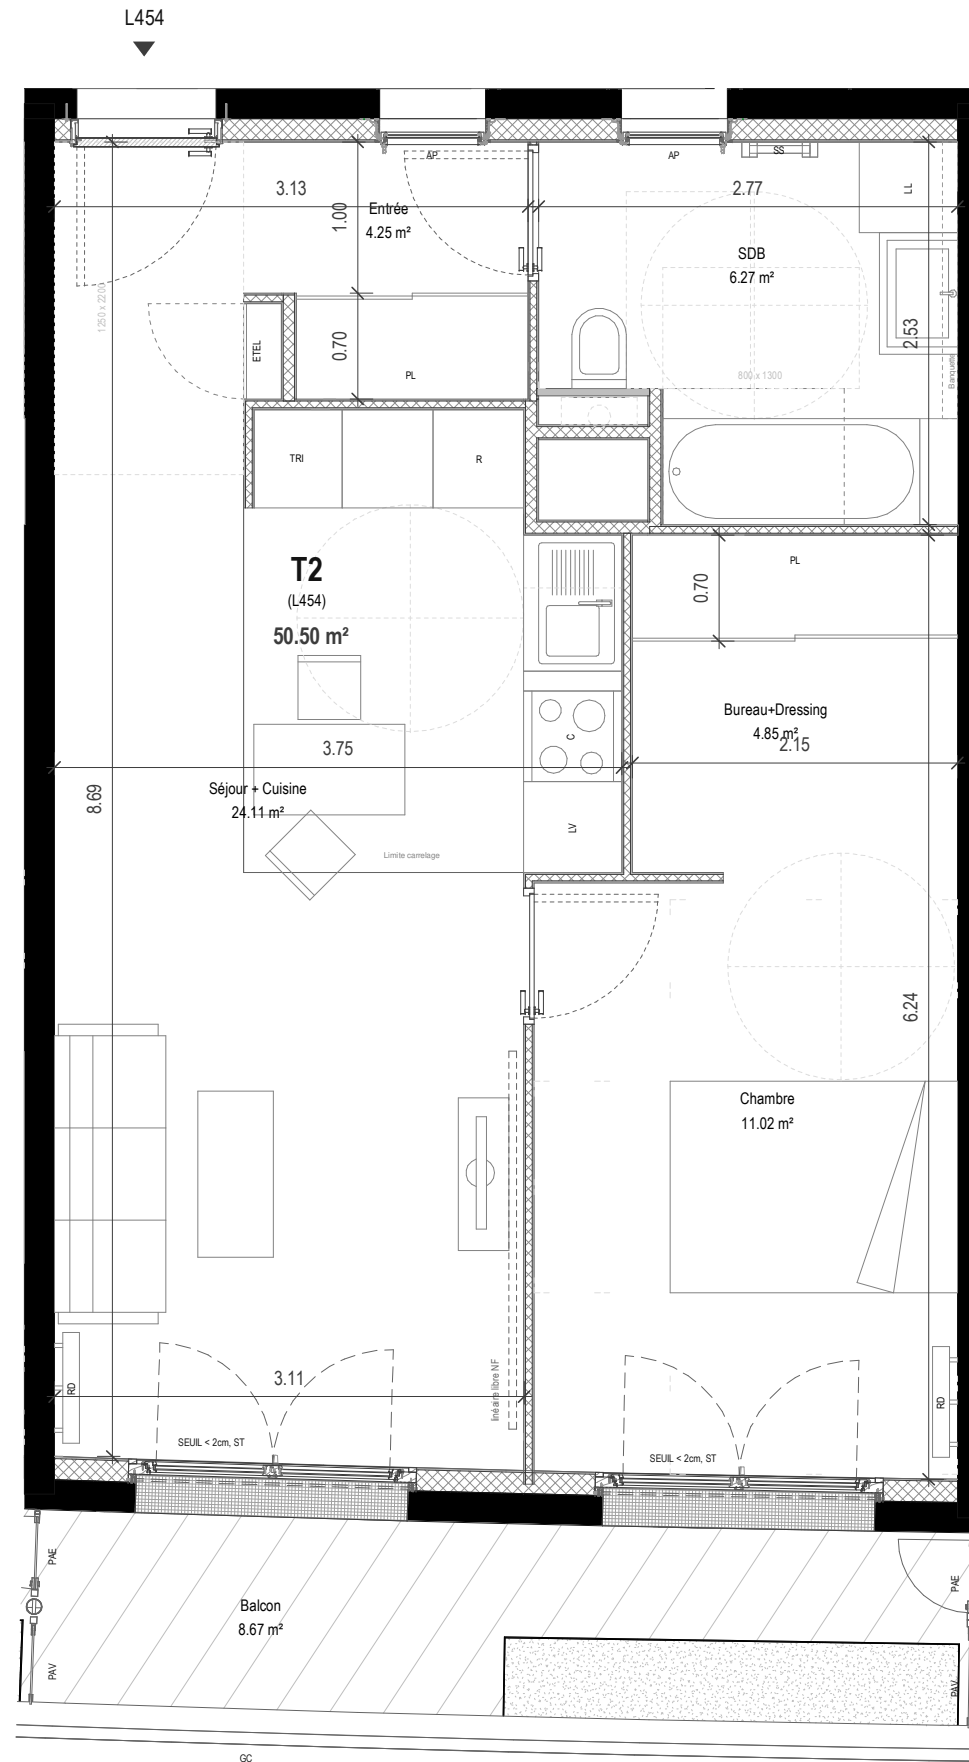 L454
AP
AP
SS
LL
3.13
2.77
1.00
Entrée
4.25 m²
SDB
6.27 m²
1250 x 2200
2.53
0.70
ETEL
PL
800 x 1300
Banquette
TRI
R
T2
(L454)
50.50 m²
PL
0.70
Bureau+Dressing
4.85 m²
2.15
3.75
C
Séjour + Cuisine
24.11 m²
8.69
LV
Limite carrelage
6.24
Chambre
11.02 m²
3.11
linéaire libre NF
RD
RD
SEUIL < 2cm, ST
SEUIL < 2cm, ST
PAE
PAE
Balcon
8.67 m²
PAV
PAV
GC